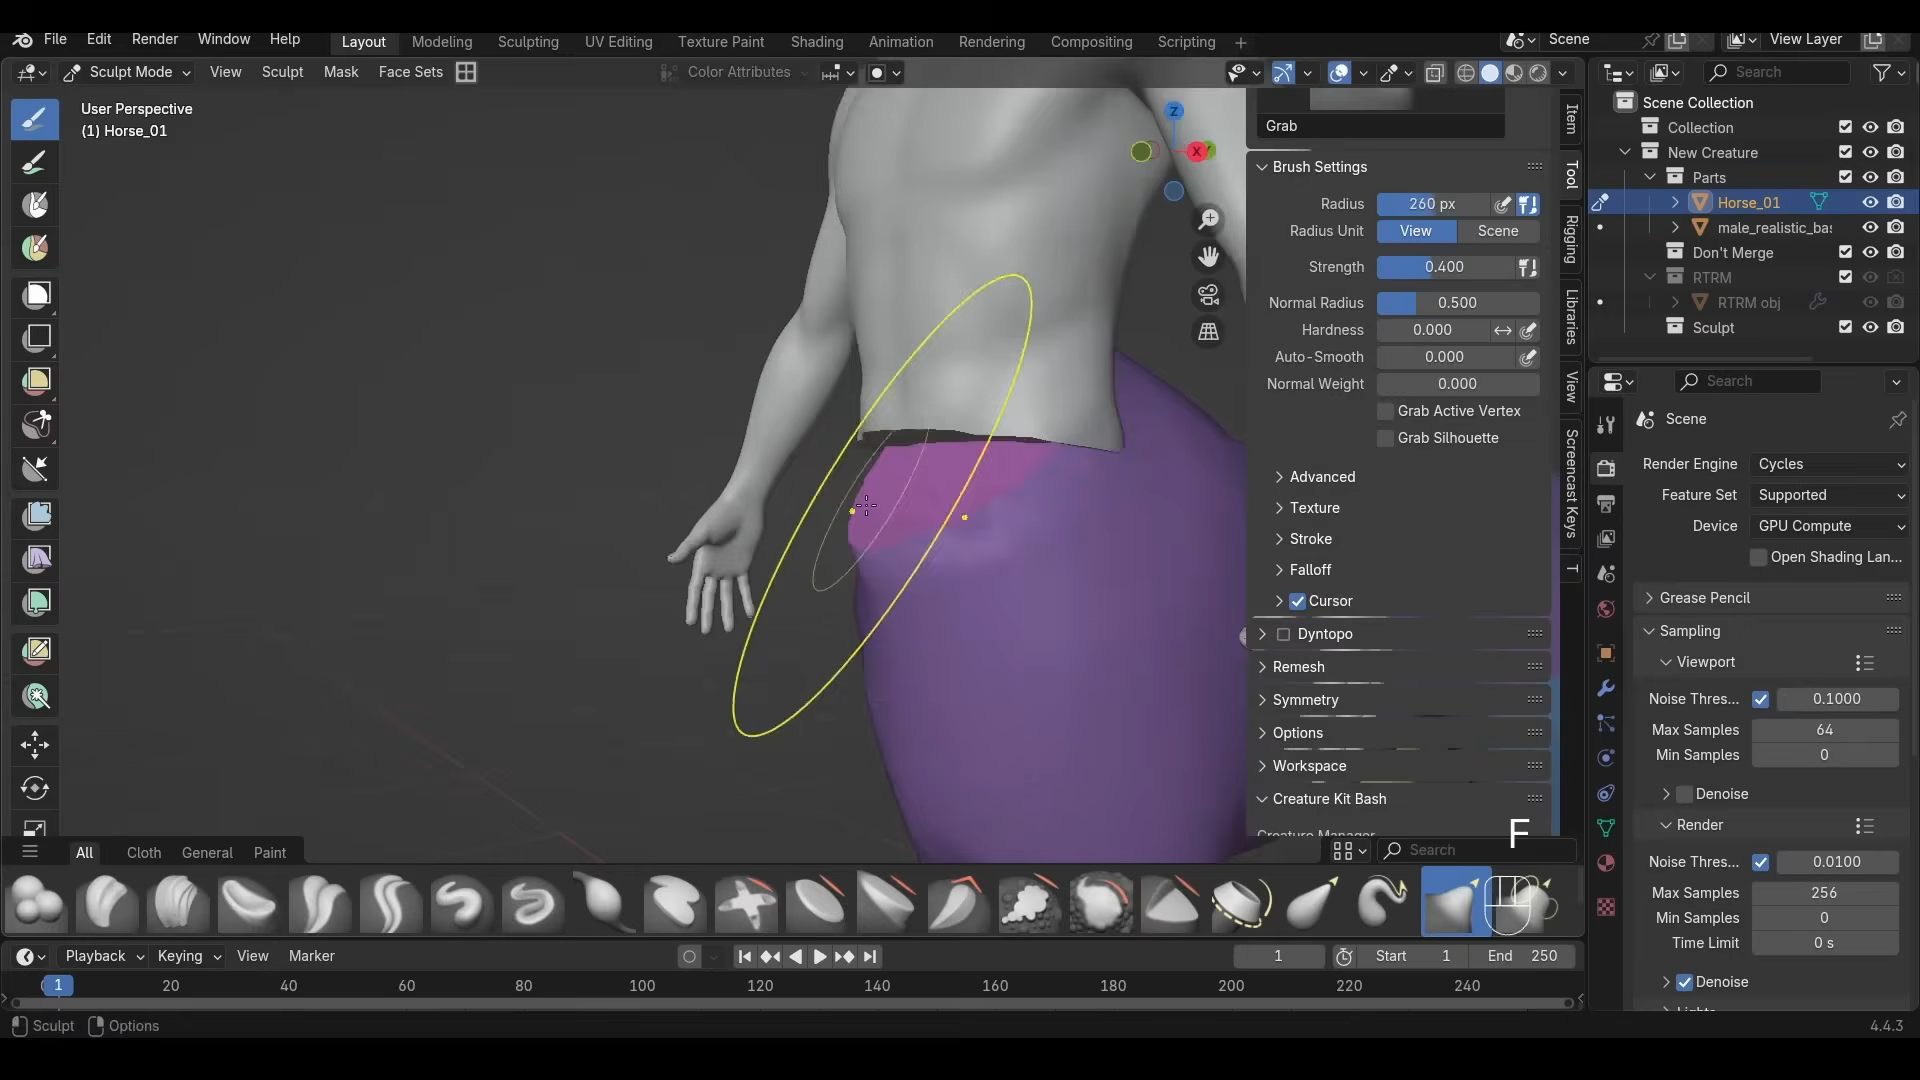 File Edit Render Window Help Layout Modeling Sculpting UV Editing Texture Paint Shading Animation Rendering Compositing Scripting + Scene View Layer
Sculpt Mode View Sculpt Mask Face Sets Color Attributes Search
User Perspective
(1) Horse_01
Z
X
Grab
Brush Settings
Radius 260 px
Radius Unit View Scene
Strength 0.400
Normal Radius 0.500
Hardness 0.000
Auto-Smooth 0.000
Normal Weight 0.000
Grab Active Vertex
Grab Silhouette
Advanced
Texture
Stroke
Falloff
Cursor
Dyntopo
Remesh
Symmetry
Options
Workspace
Creature Kit Bash
Creature Manager
F
Item
Tool
Rigging
Libraries
View
Screencast Keys
T
Scene Collection
Collection
New Creature
Parts
Horse_01
male_realistic_bas
Don't Merge
RTRM
RTRM obj
Sculpt
Search
Scene
Render Engine Cycles
Feature Set Supported
Device GPU Compute
Open Shading Lan...
Grease Pencil
Sampling
Viewport
Noise Thres... 0.1000
Max Samples 64
Min Samples 0
Denoise
Render
Noise Thres... 0.0100
Max Samples 256
Min Samples 0
Time Limit 0 s
Denoise
All Cloth General Paint Search
Playback Keying View Marker 1 Start 1 End 250
1 20 40 60 80 100 120 140 160 180 200 220 240
Sculpt Options 4.4.3